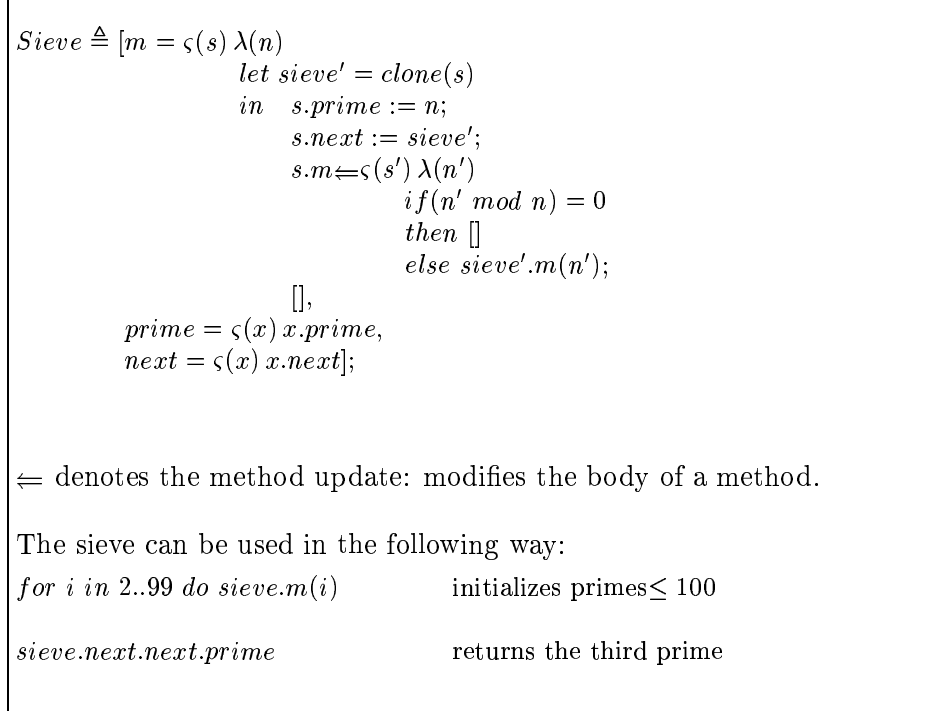 Sieve ≜ [m = ς(s) λ(n)
let sieve′ = clone(s)
in s.prime := n;
s.next := sieve′;
s.m⇐ς(s′) λ(n′)
if(n′ mod n) = 0
then []
else sieve′.m(n′);
[],
prime = ς(x) x.prime,
next = ς(x) x.next];
⇐ denotes the method update: modifies the body of a method.
The sieve can be used in the following way:
for i in 2..99 do sieve.m(i) initializes primes≤ 100
sieve.next.next.prime returns the third prime